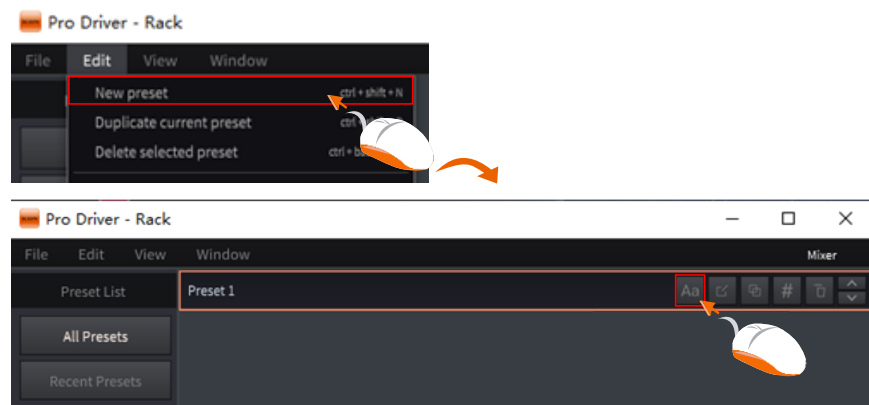 Pro Driver - Rack
File Edit View Window
New preset ctrl + shift + N
Duplicate current preset
Delete selected preset
Pro Driver - Rack
File Edit View Window Mixer
Preset List Preset 1 Aa #
All Presets
Recent Presets